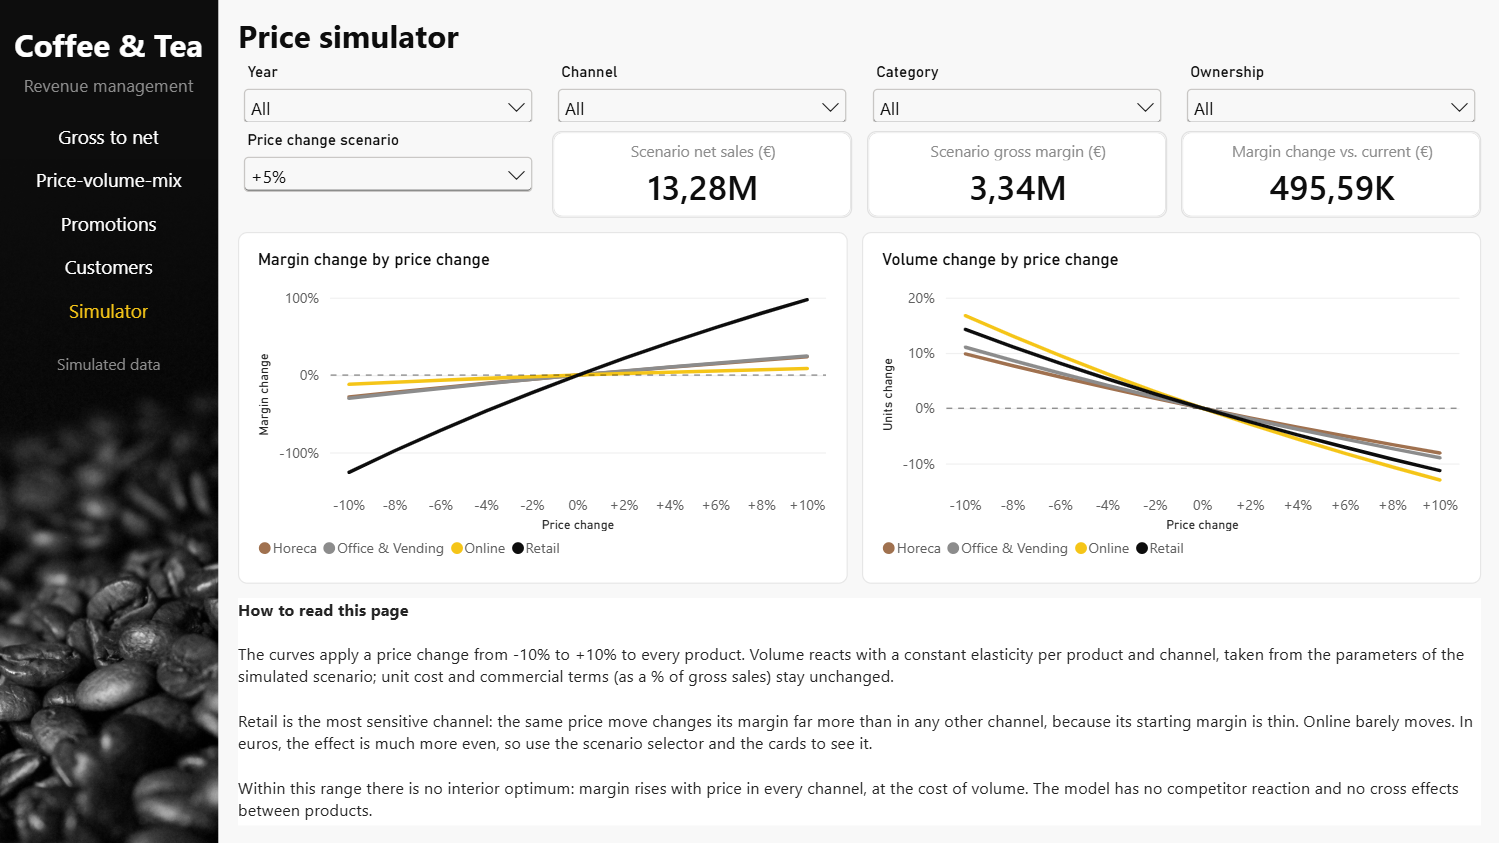 Coffee & Tea
Revenue management
Gross to net
Price-volume-mix
Promotions
Customers
Simulator
Simulated data
Price simulator
Year
All
Channel
All
Category
All
Ownership
All
Price change scenario
+5%
Scenario net sales (€)
13,28M
Scenario gross margin (€)
3,34M
Margin change vs. current (€)
495,59K
Margin change by price change
Margin change
100%
0%
-100%
-10% -8% -6% -4% -2% 0% +2% +4% +6% +8% +10%
Price change
Horeca Office & Vending Online Retail
Volume change by price change
Units change
20%
10%
0%
-10%
-10% -8% -6% -4% -2% 0% +2% +4% +6% +8% +10%
Price change
Horeca Office & Vending Online Retail
How to read this page
The curves apply a price change from -10% to +10% to every product. Volume reacts with a constant elasticity per product and channel, taken from the parameters of the
simulated scenario; unit cost and commercial terms (as a % of gross sales) stay unchanged.
Retail is the most sensitive channel: the same price move changes its margin far more than in any other channel, because its starting margin is thin. Online barely moves. In
euros, the effect is much more even, so use the scenario selector and the cards to see it.
Within this range there is no interior optimum: margin rises with price in every channel, at the cost of volume. The model has no competitor reaction and no cross effects
between products.